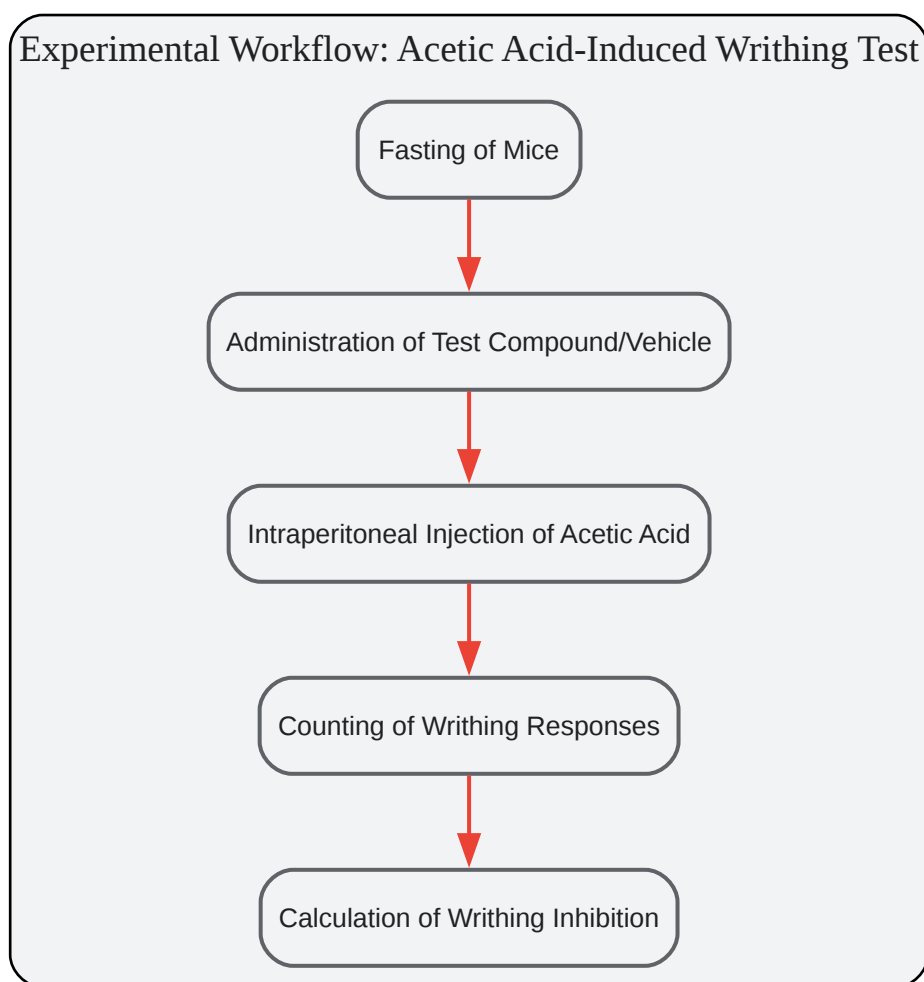 Experimental Workflow: Acetic Acid-Induced Writhing Test
Fasting of Mice
Administration of Test Compound/Vehicle
Intraperitoneal Injection of Acetic Acid
Counting of Writhing Responses
Calculation of Writhing Inhibition